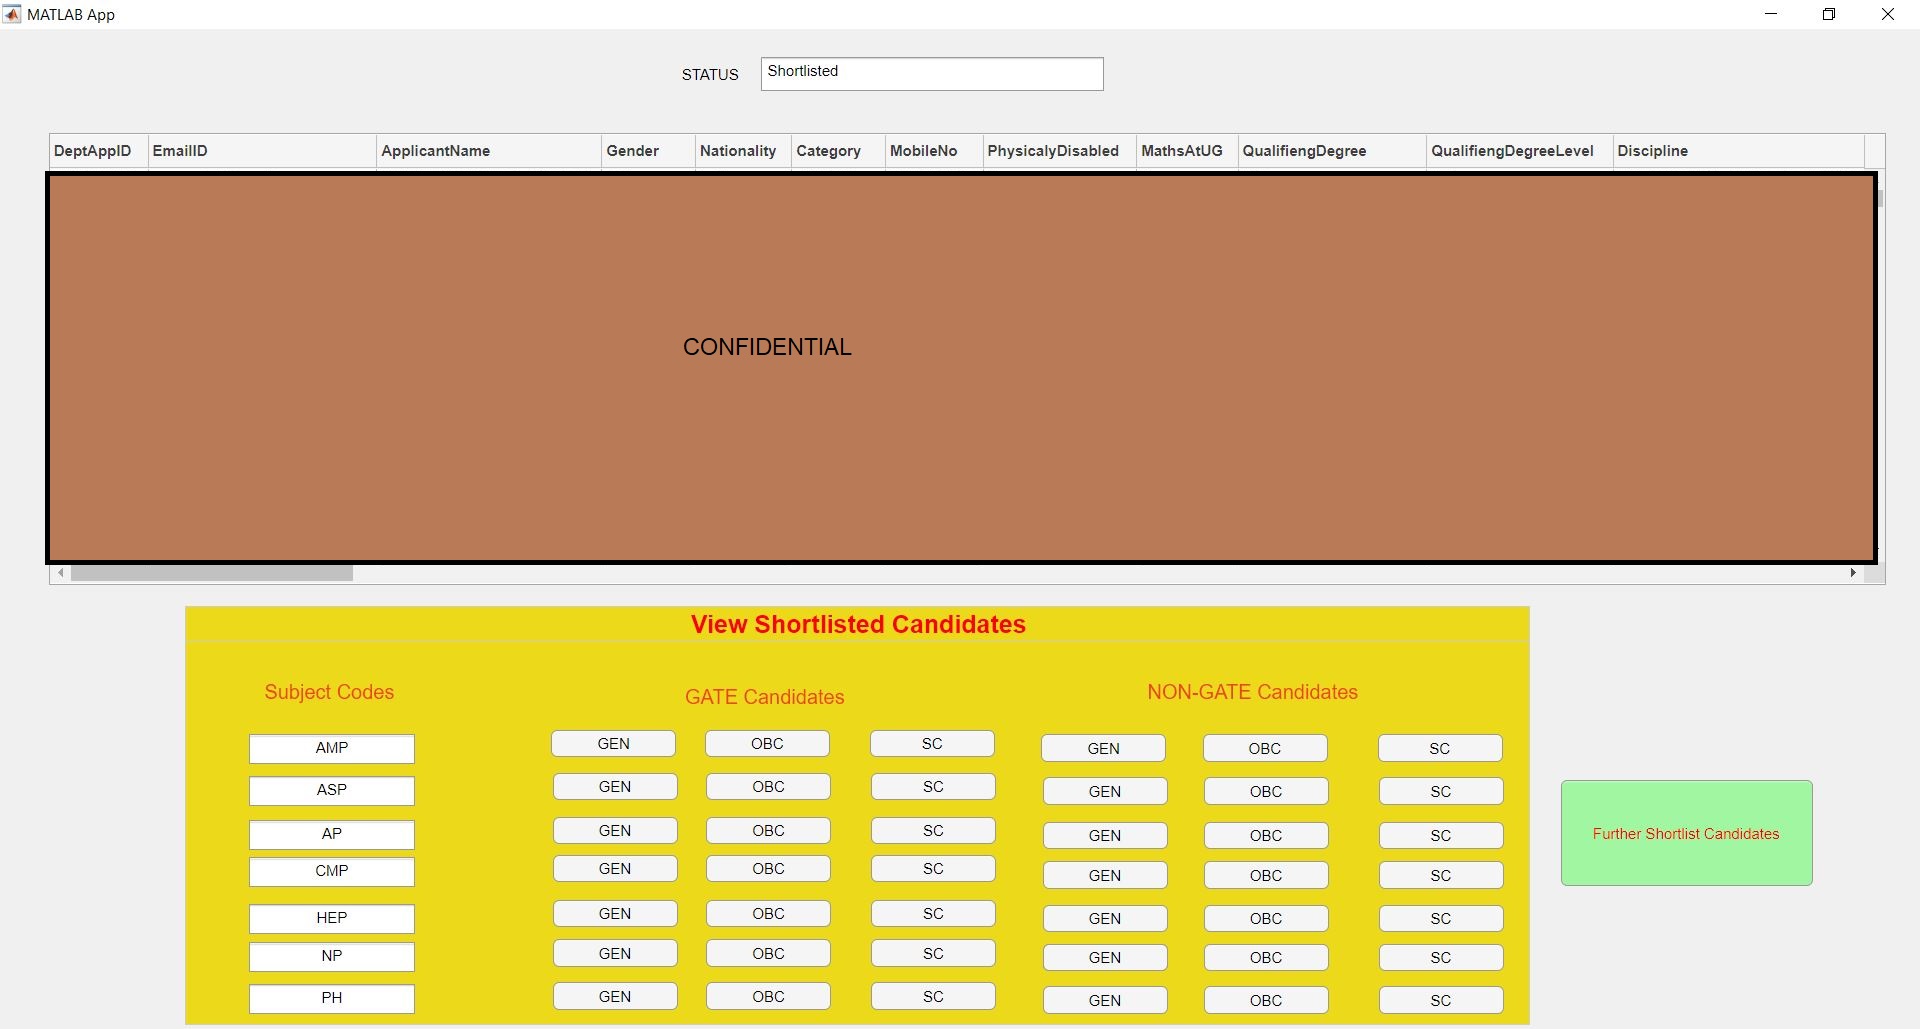 MATLAB App
STATUS Shortlisted
DeptAppID EmailID ApplicantName Gender Nationality Category MobileNo PhysicalyDisabled MathsAtUG QualifiengDegree QualifiengDegreeLevel Discipline
CONFIDENTIAL
View Shortlisted Candidates
Subject Codes GATE Candidates NON-GATE Candidates
AMP GEN OBC SC GEN OBC SC
ASP GEN OBC SC GEN OBC SC
AP GEN OBC SC GEN OBC SC
CMP GEN OBC SC GEN OBC SC
HEP GEN OBC SC GEN OBC SC
NP GEN OBC SC GEN OBC SC
PH GEN OBC SC GEN OBC SC
Further Shortlist Candidates